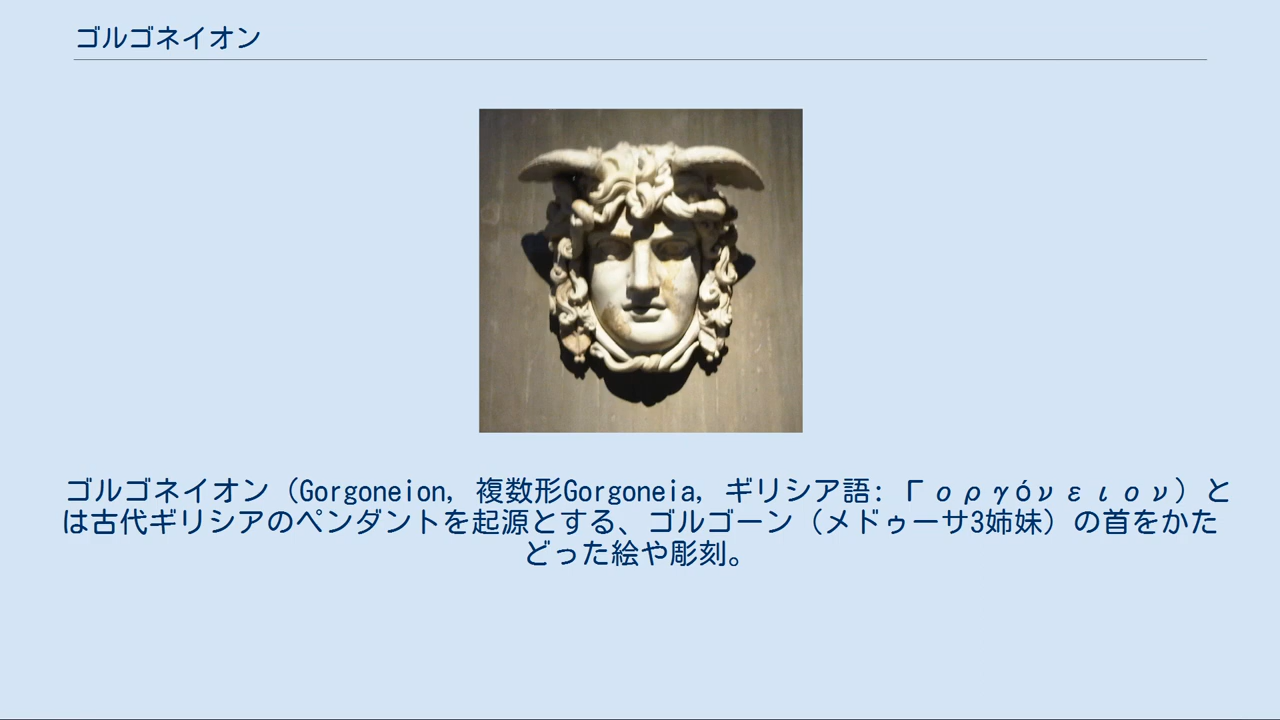 ゴルゴネイオン
ゴルゴネイオン（Gorgoneion, 複数形Gorgoneia, ギリシア語: Γοργόνειον）と
は古代ギリシアのペンダントを起源とする、ゴルゴーン（メドゥーサ3姉妹）の首をかた
どった絵や彫刻。